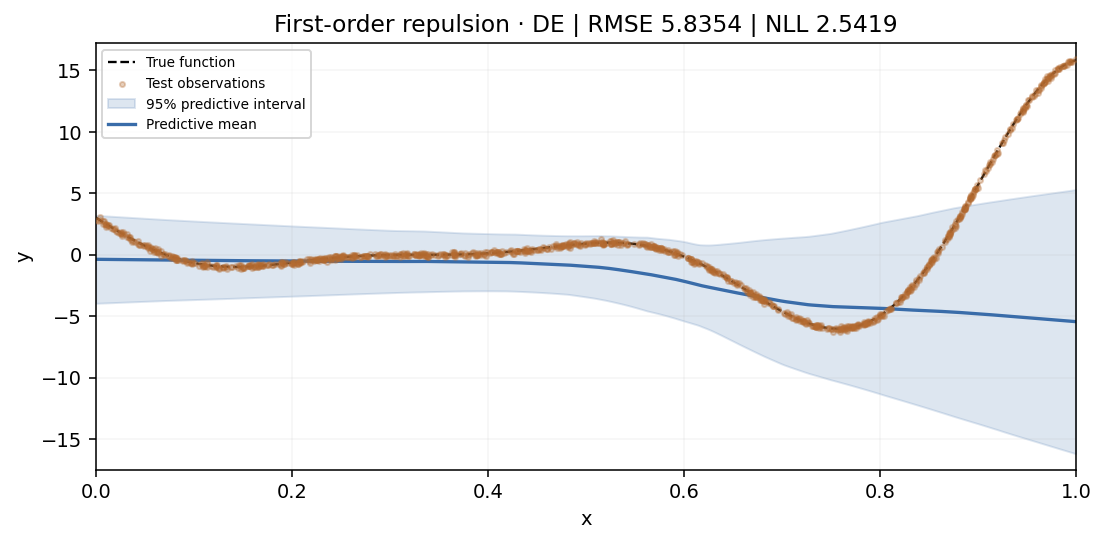 First-order repulsion · DE | RMSE 5.8354 | NLL 2.5419
True function
Test observations
95% predictive interval
Predictive mean
15
10
5
0
−5
−10
−15
y
0.0 0.2 0.4 0.6 0.8 1.0
x